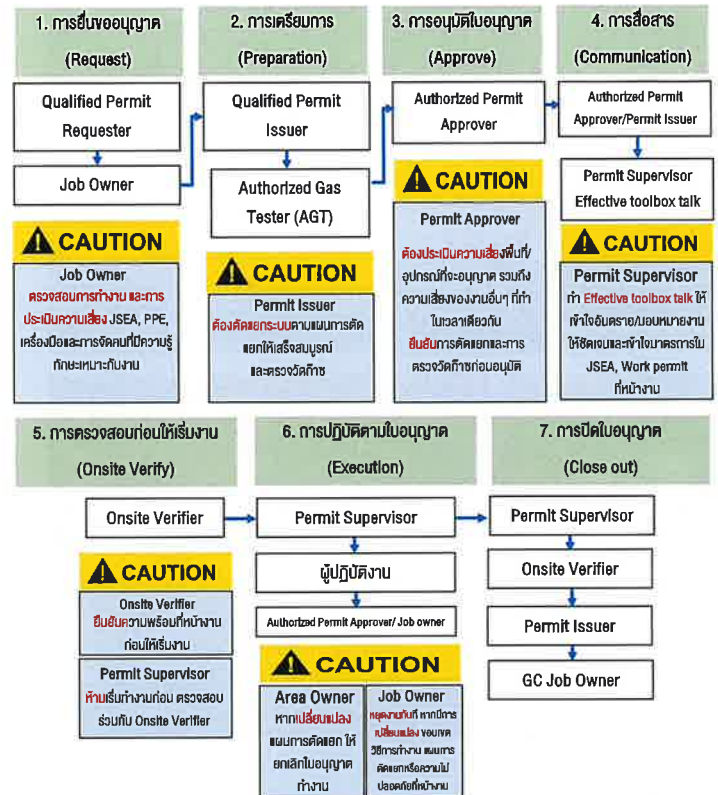 1. การยื่นขออนุญาต
(Request)
2. การเตรียมการ
(Preparation)
3. การอนุมัติใบอนุญาต
(Approve)
4. การสื่อสาร
(Communication)
Qualified Permit
Requester
Job Owner
Qualified Permit
Issuer
Authorized Gas
Tester (AGT)
Authorized Permit
Approver
Authorized Permit
Approver/Permit Issuer
Permit Supervisor
Effective toolbox talk
CAUTION
Job Owner
ตรวจสอบการทำงาน และการ
ประเมินความเสี่ยง JSEA, PPE,
เครื่องมือและการจัดคนที่มีความรู้
ทักษะเหมาะกับงาน
CAUTION
Permit Issuer
ต้องตัดแยกระบบตามแผนการตัด
แยกให้เสร็จสมบูรณ์
และตรวจวัดก๊าซ
CAUTION
Permit Approver
ต้องประเมินความเสี่ยงพื้นที่/
อุปกรณ์ที่จะอนุญาต รวมถึง
ความเสี่ยงของงานอื่นๆ ที่ทำ
ในเวลาเดียวกัน
ยืนยันการตัดแยกและการ
ตรวจวัดก๊าซก่อนอนุมัติ
CAUTION
Permit Supervisor
ทำ Effective toolbox talk ให้
เข้าใจอันตราย/มอบหมายงาน
ให้ชัดเจนและเข้าใจมาตรการใน
JSEA, Work permit
ที่หน้างาน
5. การตรวจสอบก่อนให้เริ่มงาน
(Onsite Verify)
6. การปฏิบัติตามใบอนุญาต
(Execution)
7. การปิดใบอนุญาต
(Close out)
Onsite Verifier
Permit Supervisor
ผู้ปฏิบัติงาน
Authorized Permit Approver/ Job owner
Permit Supervisor
Onsite Verifier
Permit Issuer
GC Job Owner
CAUTION
Onsite Verifier
ยืนยันความพร้อมที่หน้างาน
ก่อนให้เริ่มงาน
Permit Supervisor
ห้ามเริ่มทำงานก่อน ตรวจสอบ
ร่วมกับ Onsite Verifier
CAUTION
Area Owner
หากเปลี่ยนแปลง
แผนการตัดแยก ให้
ยกเลิกใบอนุญาต
ทำงาน
Job Owner
หยุดงานทันที หากมีการ
เปลี่ยนแปลง ขอบเขต
วิธีการทำงาน แผนการ
ตัดแยกหรือความไม่
ปลอดภัยที่หน้างาน